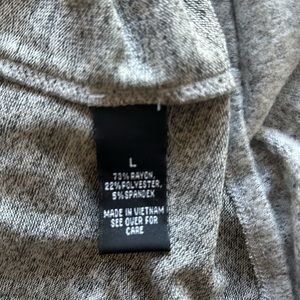 L
73% RAYON,
22% POLYESTER,
5% SPANDEX
MADE IN VIETNAM
SEE OVER FOR
CARE